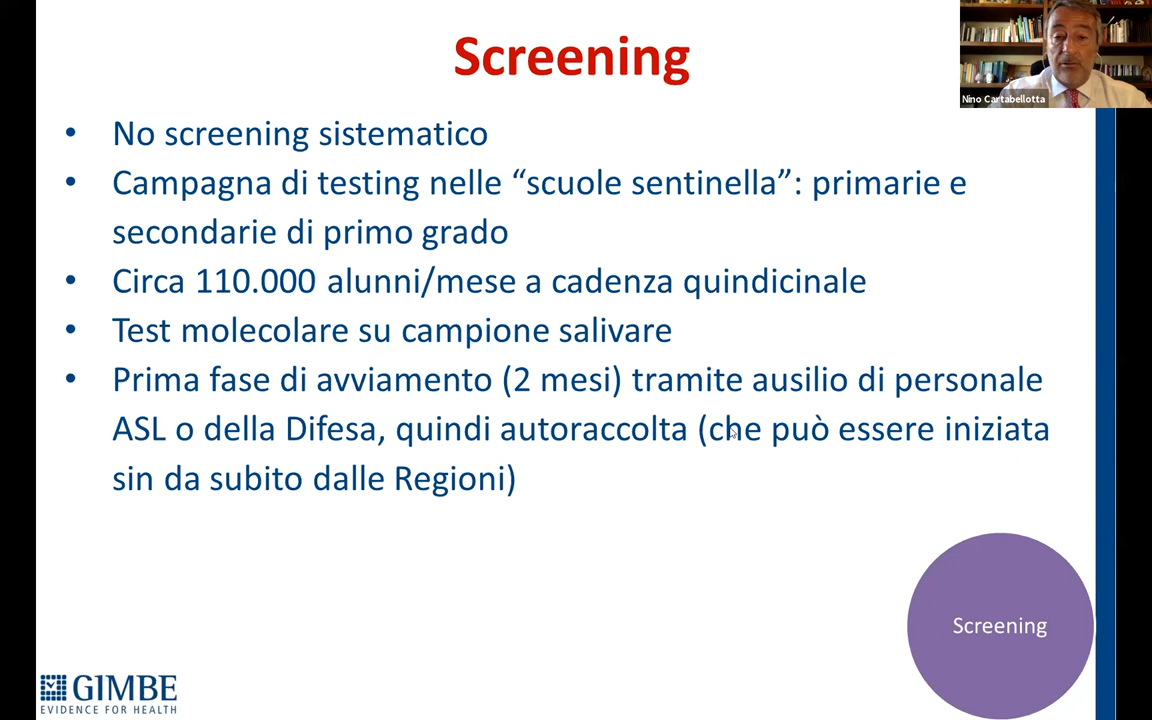 Screening
Nino Cartabellotta
• No screening sistematico
• Campagna di testing nelle “scuole sentinella”: primarie e
secondarie di primo grado
• Circa 110.000 alunni/mese a cadenza quindicinale
• Test molecolare su campione salivare
• Prima fase di avviamento (2 mesi) tramite ausilio di personale
ASL o della Difesa, quindi autoraccolta (che può essere iniziata
sin da subito dalle Regioni)
Screening
GIMBE
EVIDENCE FOR HEALTH